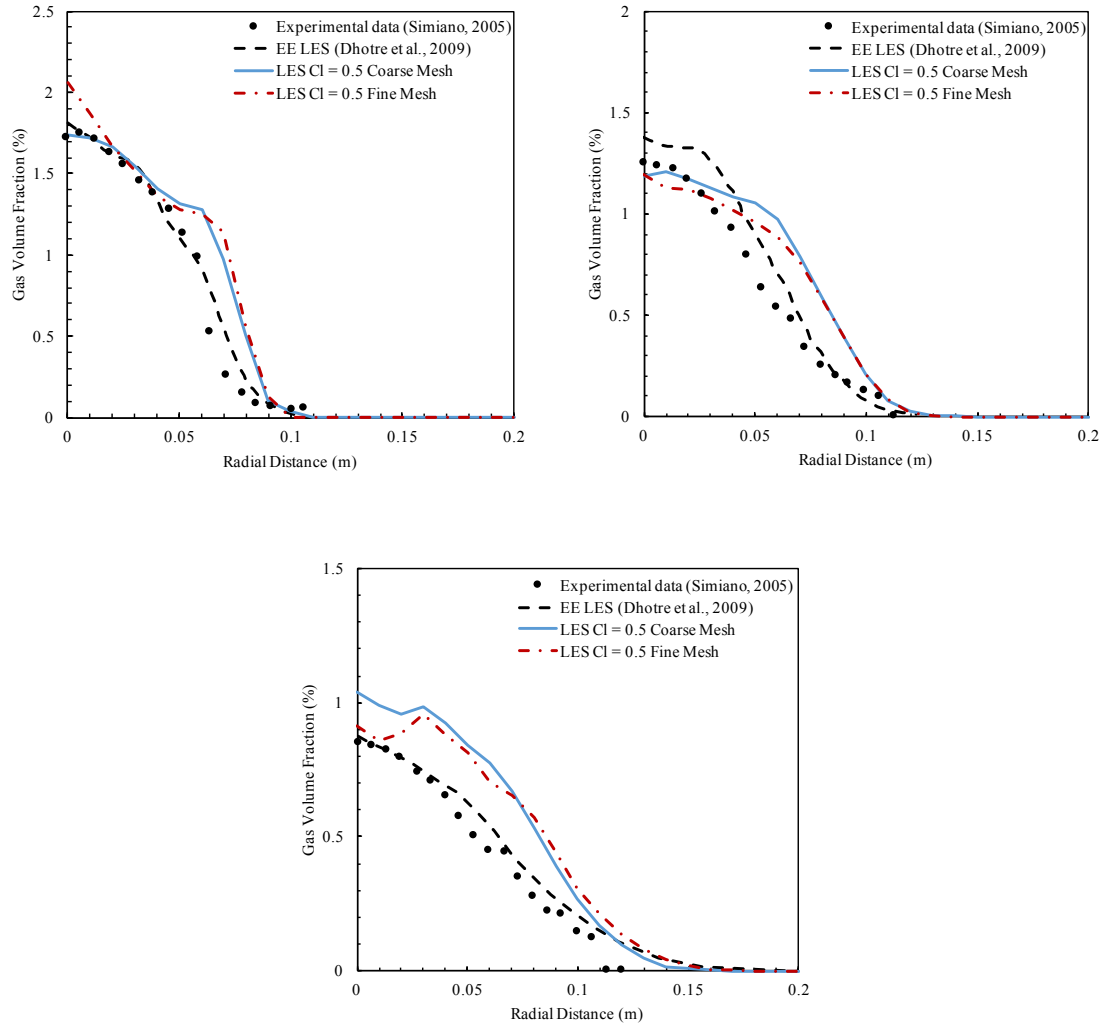 2.5
2
1.5
1
0.5
0
0
0.05
0.1
0.15
0.2
Gas Volume Fraction (%)
Radial Distance (m)
Experimental data (Simiano, 2005)
EE LES (Dhotre et al., 2009)
LES Cl = 0.5 Coarse Mesh
LES Cl = 0.5 Fine Mesh
2
1.5
1
0.5
0
0
0.05
0.1
0.15
0.2
Gas Volume Fraction (%)
Radial Distance (m)
Experimental data (Simiano, 2005)
EE LES (Dhotre et al., 2009)
LES Cl = 0.5 Coarse Mesh
LES Cl = 0.5 Fine Mesh
1.5
1
0.5
0
0
0.05
0.1
0.15
0.2
Gas Volume Fraction (%)
Radial Distance (m)
Experimental data (Simiano, 2005)
EE LES (Dhotre et al., 2009)
LES Cl = 0.5 Coarse Mesh
LES Cl = 0.5 Fine Mesh